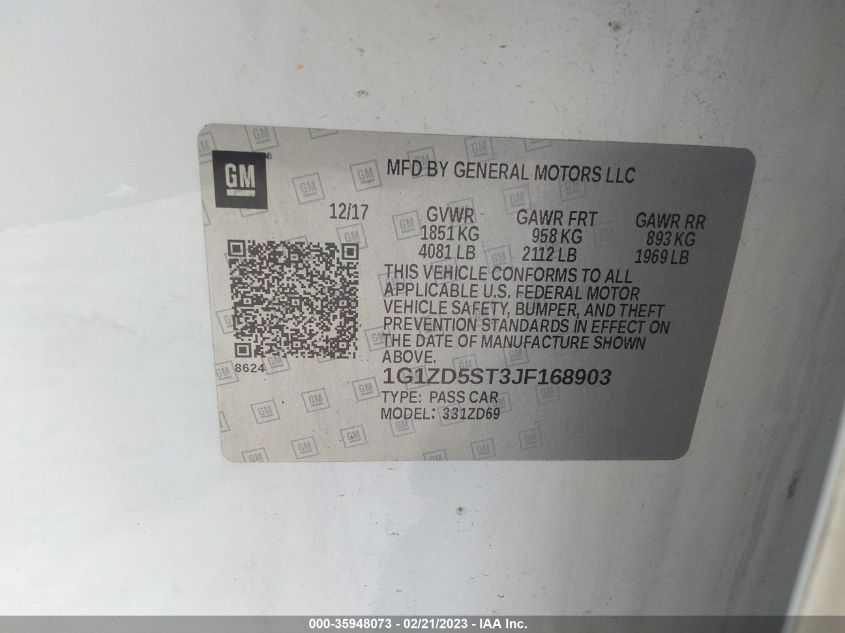 GM
MFD BY GENERAL MOTORS LLC
12/17 GVWR GAWR FRT GAWR RR
1851 KG 958 KG 893 KG
4081 LB 2112 LB 1969 LB
THIS VEHICLE CONFORMS TO ALL
APPLICABLE U.S. FEDERAL MOTOR
VEHICLE SAFETY, BUMPER, AND THEFT
PREVENTION STANDARDS IN EFFECT ON
THE DATE OF MANUFACTURE SHOWN
ABOVE.
8624
1G1ZD5ST3JF168903
TYPE: PASS CAR
MODEL: 331ZD69
000-35948073 - 02/21/2023 - IAA Inc.